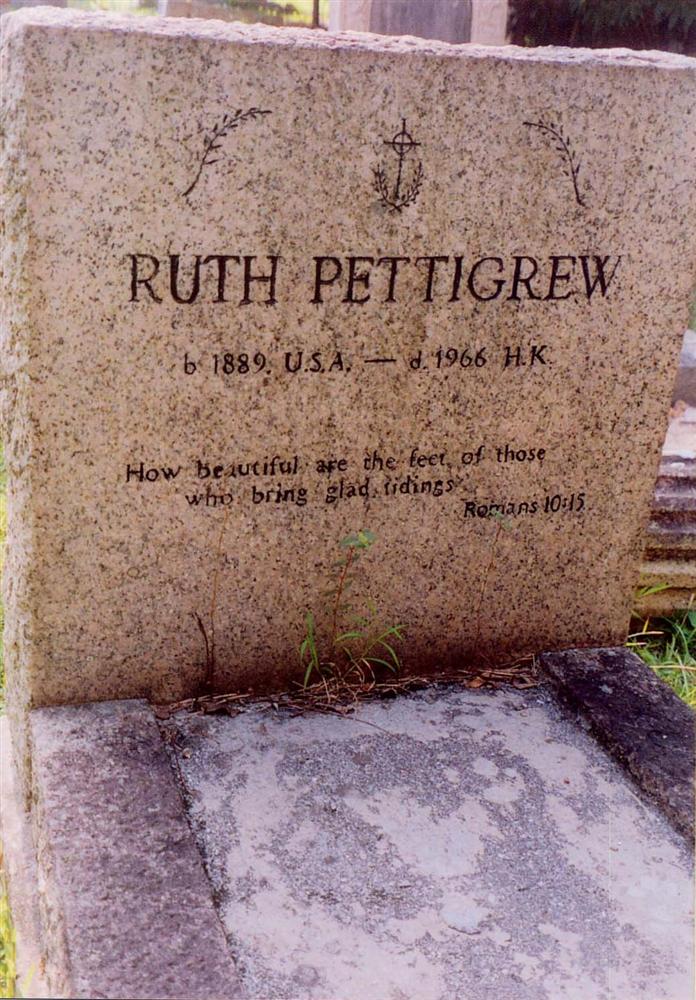 RUTH PETTIGREW
b 1889. U.S.A. — d. 1966 H.K.
How beautiful are the feet of those
who bring glad tidings
Romans 10:15